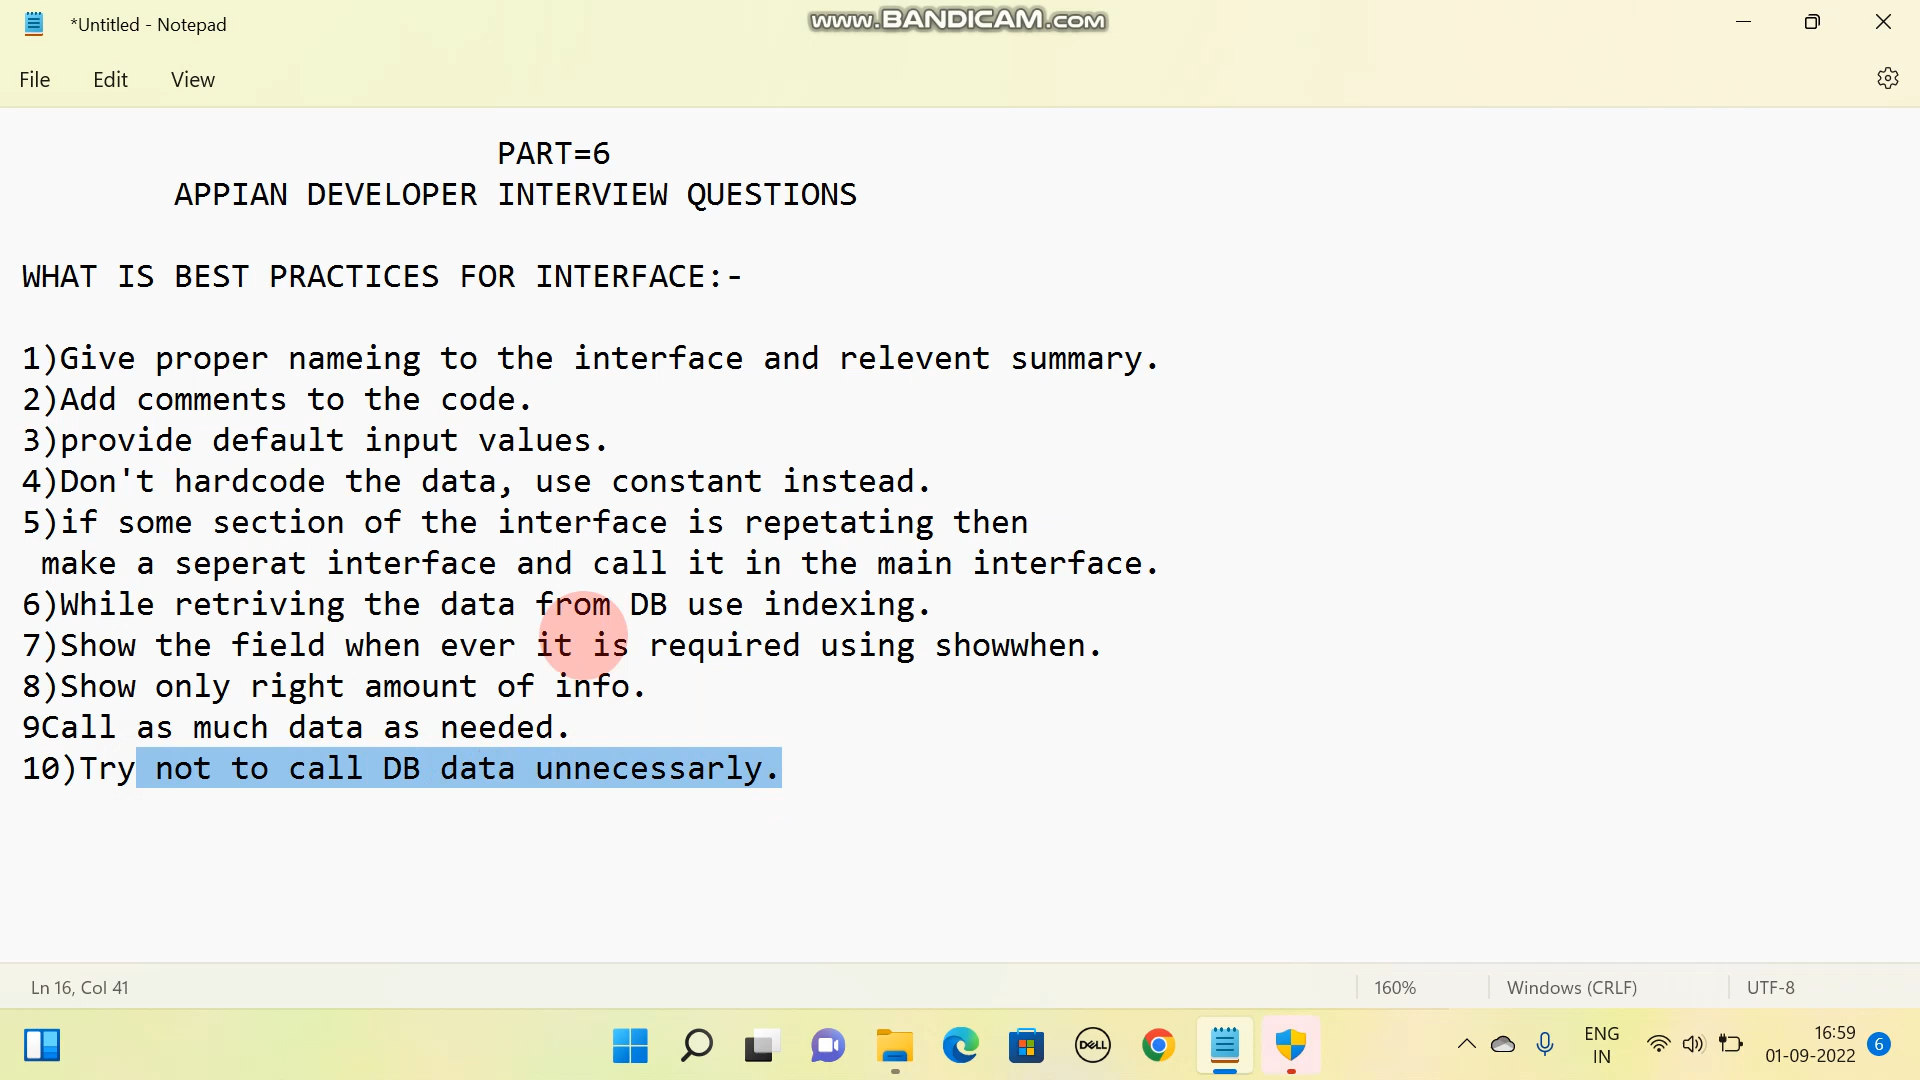 *Untitled - Notepad
www.BANDICAM.com
File Edit View
PART=6
APPIAN DEVELOPER INTERVIEW QUESTIONS
WHAT IS BEST PRACTICES FOR INTERFACE:-
1)Give proper nameing to the interface and relevent summary.
2)Add comments to the code.
3)provide default input values.
4)Don't hardcode the data, use constant instead.
5)if some section of the interface is repetating then
make a seperat interface and call it in the main interface.
6)While retriving the data from DB use indexing.
7)Show the field when ever it is required using showwhen.
8)Show only right amount of info.
9Call as much data as needed.
10)Try not to call DB data unnecessarly.
Ln 16, Col 41 160% Windows (CRLF) UTF-8
DELL
ENG
IN
16:59
01-09-2022
6